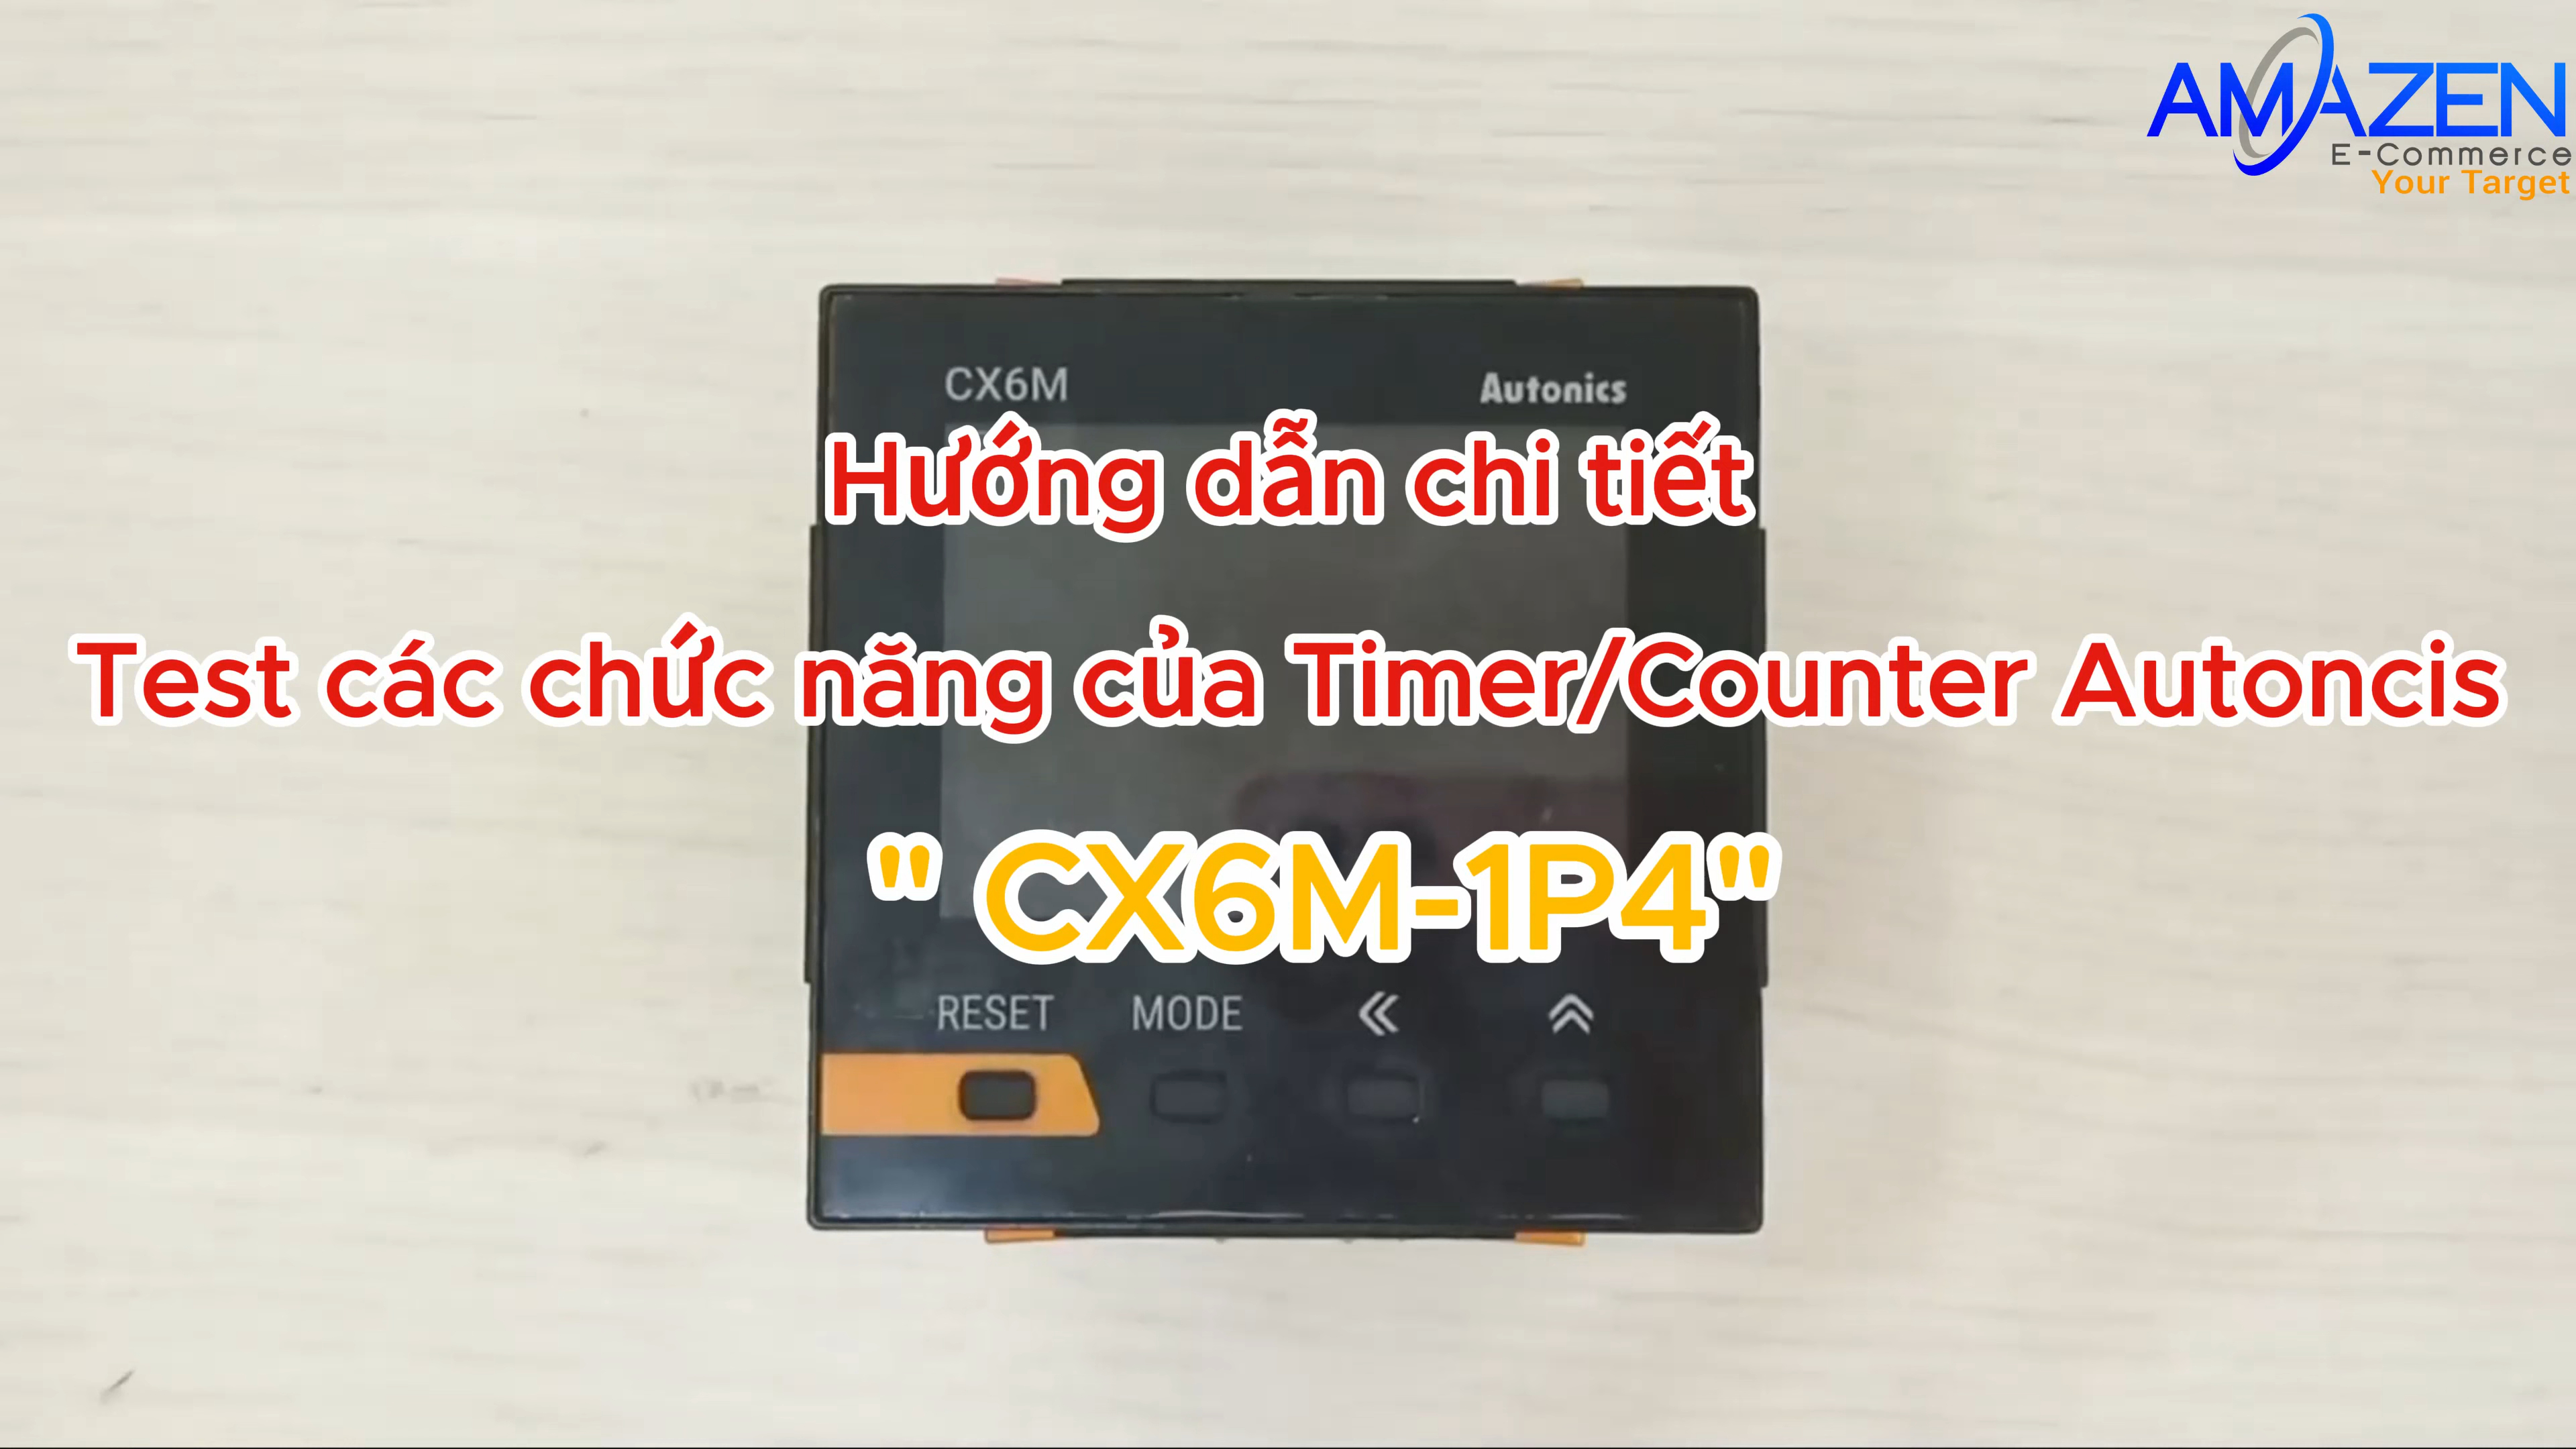 AMAZEN
E-Commerce
Your Target
CX6M
Autonics
Hướng dẫn chi tiết
Test các chức năng của Timer/Counter Autoncis
" CX6M-1P4"
RESET MODE